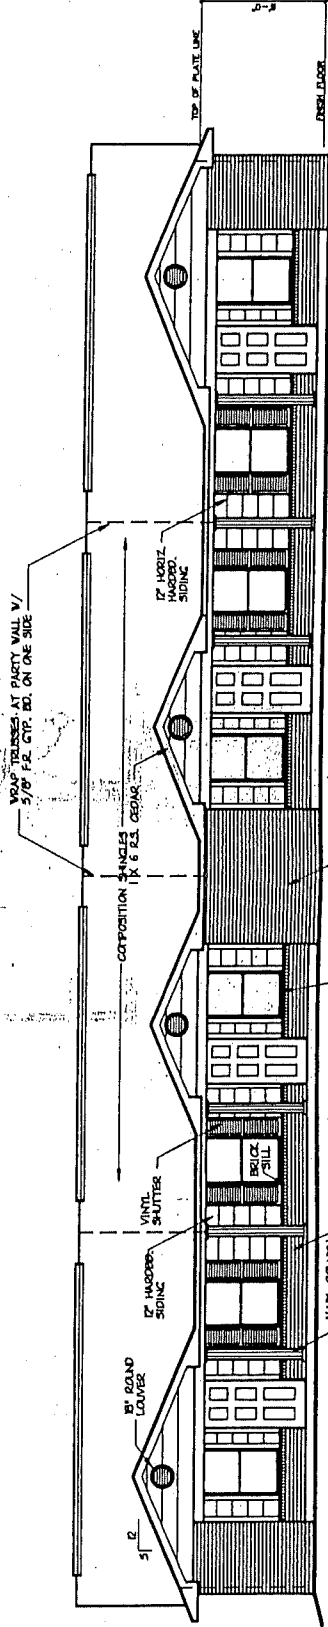 WRAP TRUSSES AT PARTY WALL W/
5/8" F.R. GYP. BD. ON ONE SIDE
COMPOSITION SHINGLES
1 X 6 R.S. CEDAR
12" HORIZ.
HARDBD.
SIDING
TOP OF PLATE LINE
8'-0"
FINISH FLOOR
18" ROUND
LOUVER
12
5
12" HARDBD.
SIDING
VINYL
SHUTTER
BRICK
SILL